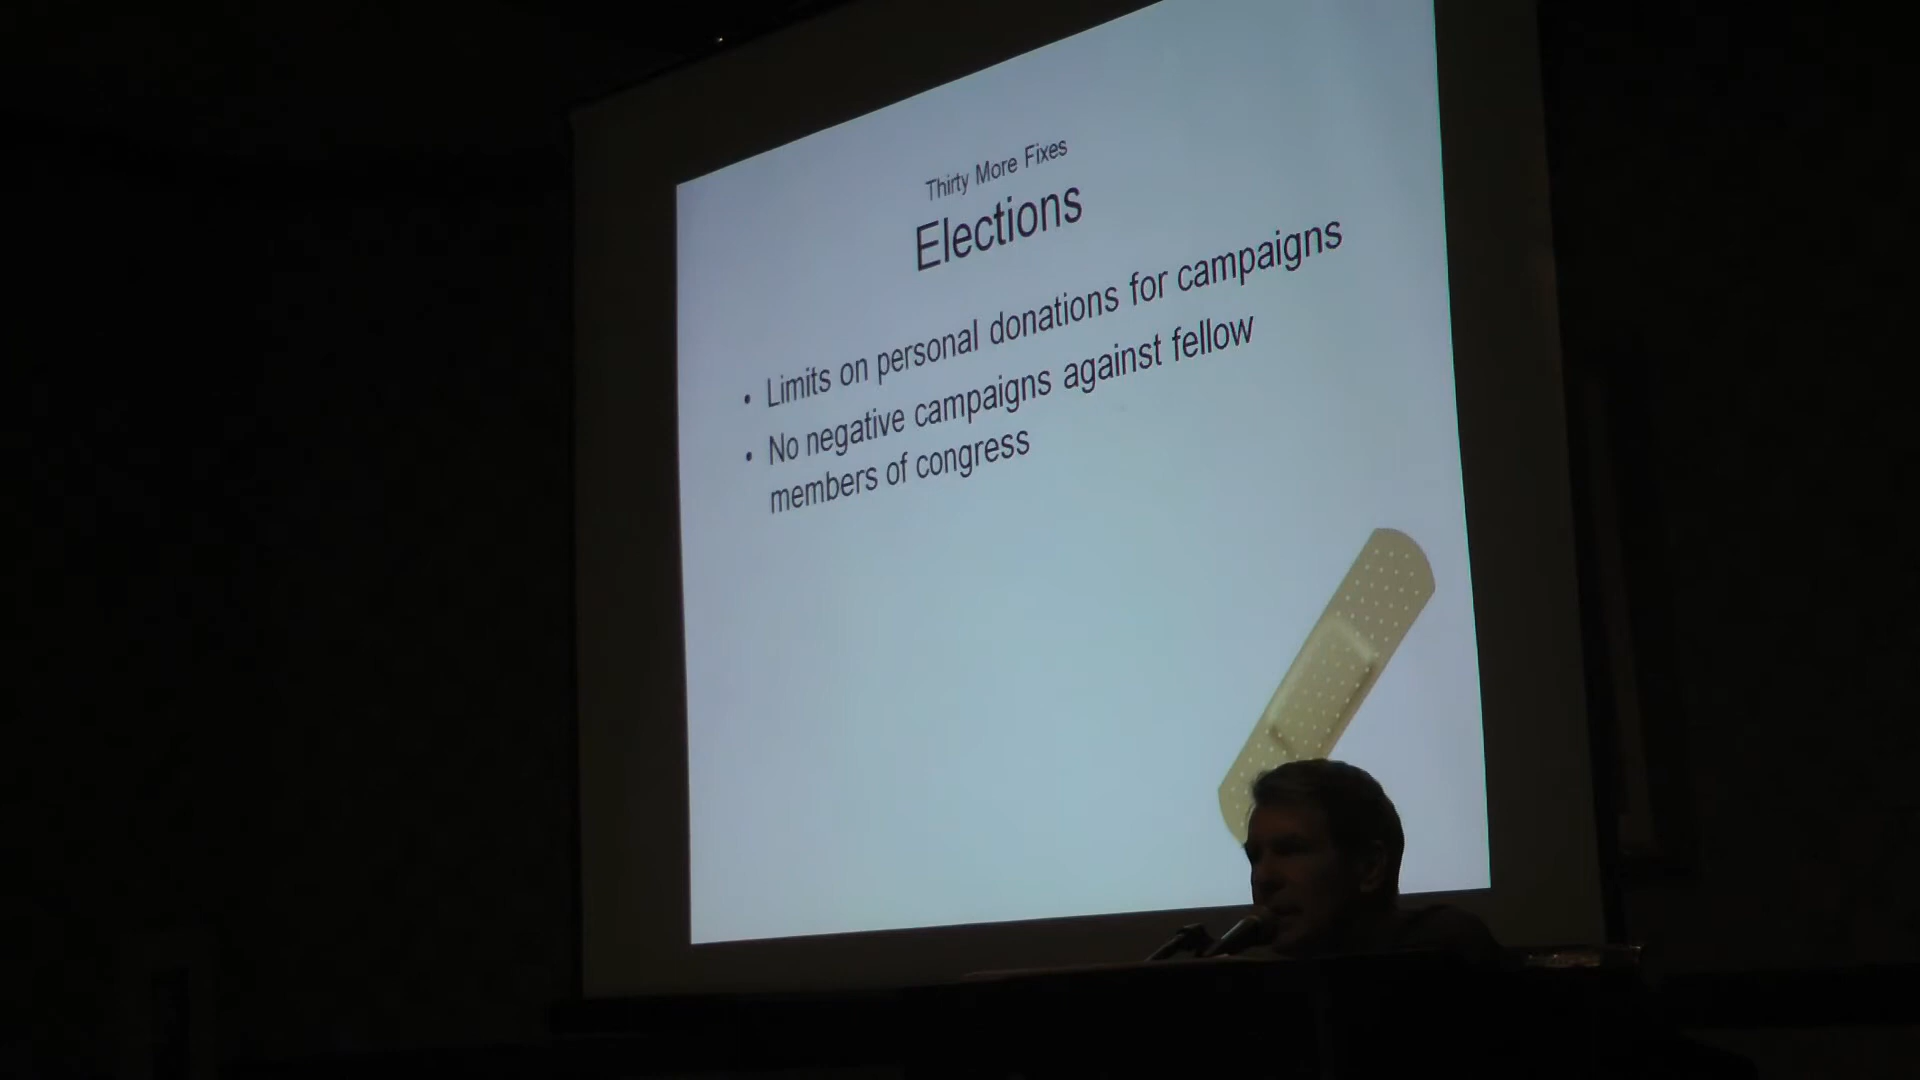 Thirty More Fixes
Elections
• Limits on personal donations for campaigns
• No negative campaigns against fellow
members of congress